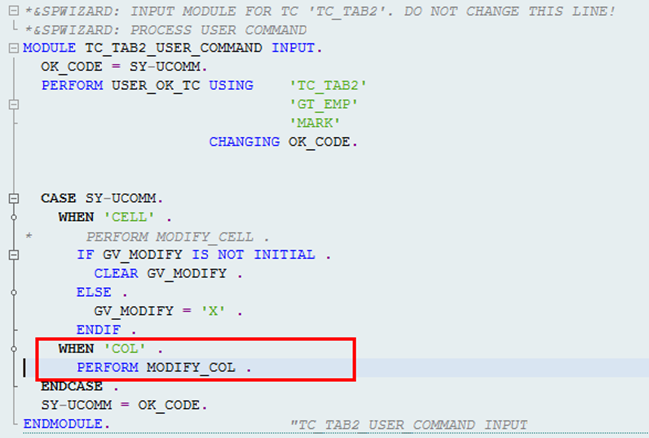 *&SPWIZARD: INPUT MODULE FOR TC 'TC_TAB2'. DO NOT CHANGE THIS LINE!
*&SPWIZARD: PROCESS USER COMMAND
MODULE TC_TAB2_USER_COMMAND INPUT.
OK_CODE = SY-UCOMM.
PERFORM USER_OK_TC USING 'TC_TAB2'
'GT_EMP'
'MARK'
CHANGING OK_CODE.
CASE SY-UCOMM.
WHEN 'CELL' .
* PERFORM MODIFY_CELL .
IF GV_MODIFY IS NOT INITIAL .
CLEAR GV_MODIFY .
ELSE .
GV_MODIFY = 'X' .
ENDIF .
WHEN 'COL' .
PERFORM MODIFY_COL .
ENDCASE .
SY-UCOMM = OK_CODE.
ENDMODULE. "TC_TAB2_USER_COMMAND INPUT